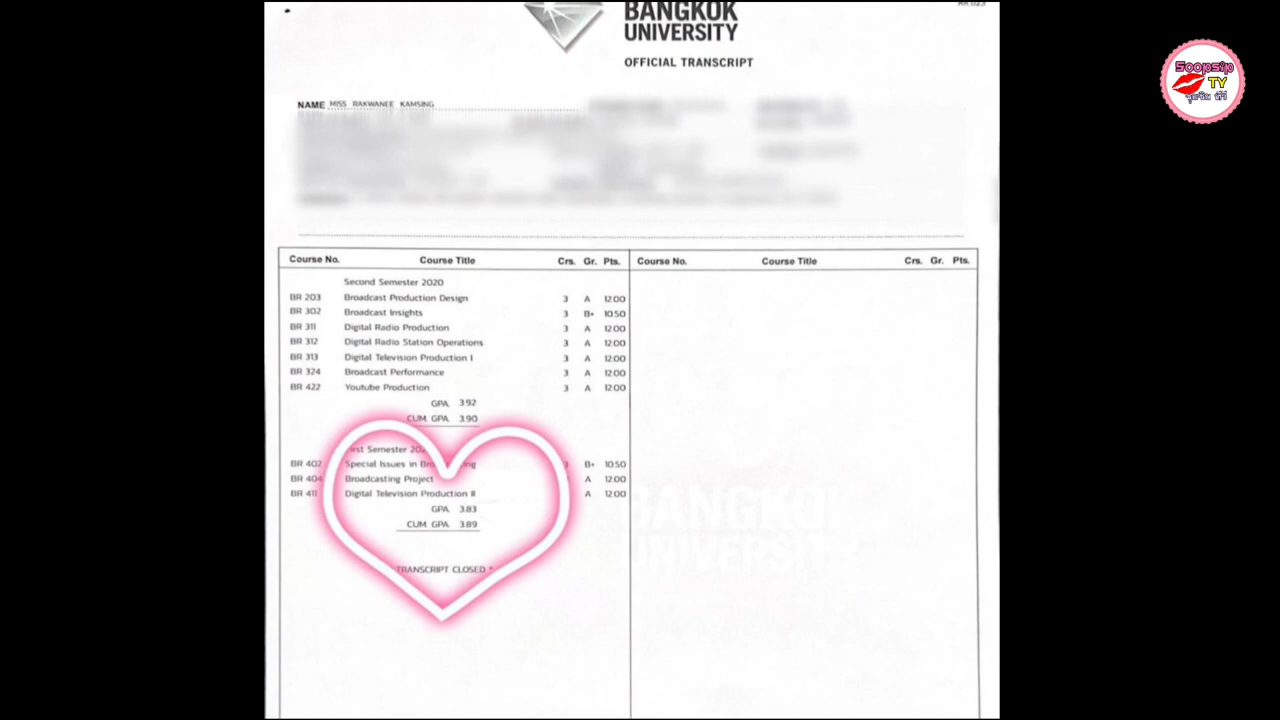 BANGKOK
UNIVERSITY
OFFICIAL TRANSCRIPT
Soopsip
TY
NAME MISS RAKWANEE KAMSING
Course No. Course Title Crs. Gr. Pts. Course No. Course Title Crs. Gr. Pts.
Second Semester 2020
BR 203 Broadcast Production Design 3 A 12.00
BR 302 Broadcast Insights 3 B+ 10.50
BR 311 Digital Radio Production 3 A 12.00
BR 312 Digital Radio Station Operations 3 A 12.00
BR 313 Digital Television Production I 3 A 12.00
BR 324 Broadcast Performance 3 A 12.00
BR 422 Youtube Production 3 A 12.00
GPA 3.92
CUM. GPA 3.90
First Semester
BR 402 Special Issues in B+ 10.50
BR 404 Broadcasting Project A 12.00
BR 411 Digital Television Production II A 12.00
GPA 3.83
CUM. GPA 3.89
TRANSCRIPT CLOSED *
BANGKOK
UNIVERSITY